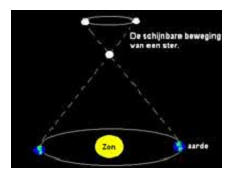 De schijnbare beweging
van een ster.
Zon
aarde